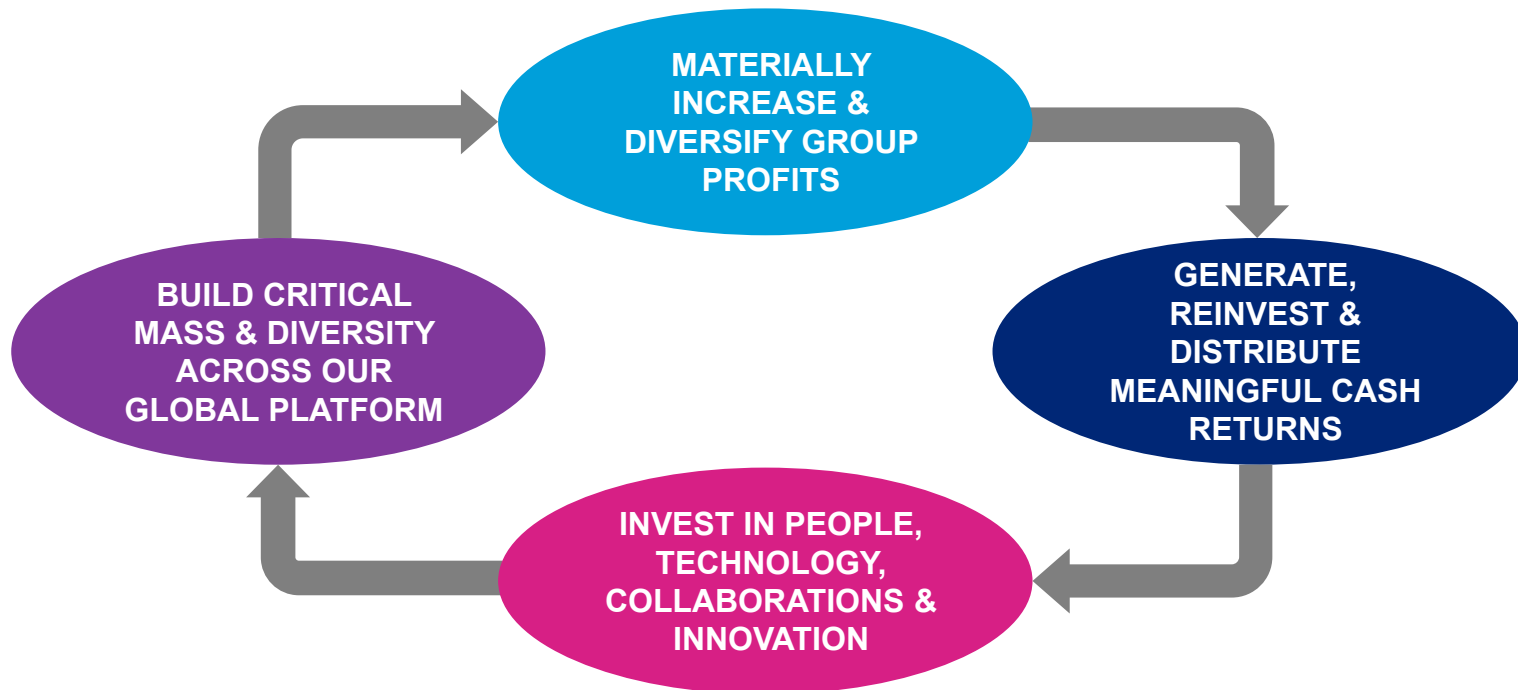 MATERIALLY
INCREASE &
DIVERSIFY GROUP
PROFITS
GENERATE,
REINVEST &
DISTRIBUTE
MEANINGFUL CASH
RETURNS
INVEST IN PEOPLE,
TECHNOLOGY,
COLLABORATIONS &
INNOVATION
BUILD CRITICAL
MASS & DIVERSITY
ACROSS OUR
GLOBAL PLATFORM